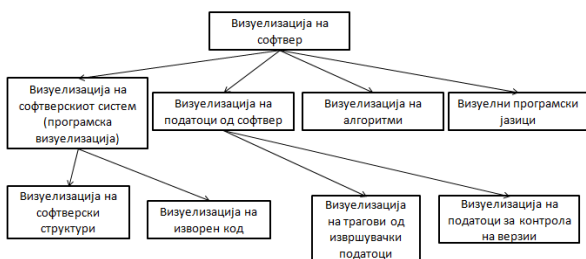 Визуелизација на
софтвер
Визуелизација на
софтверскиот систем
(програмска
визуелизација)
Визуелизација на
податоци од софтвер
Визуелизација на
алгоритми
Визуелни програмски
јазици
Визуелизација на
софтверски
структури
Визуелизација на
изворен код
Визуелизација
на трагови од
извршувачки
податоци
Визуелизација на
податоци за контрола
на верзии